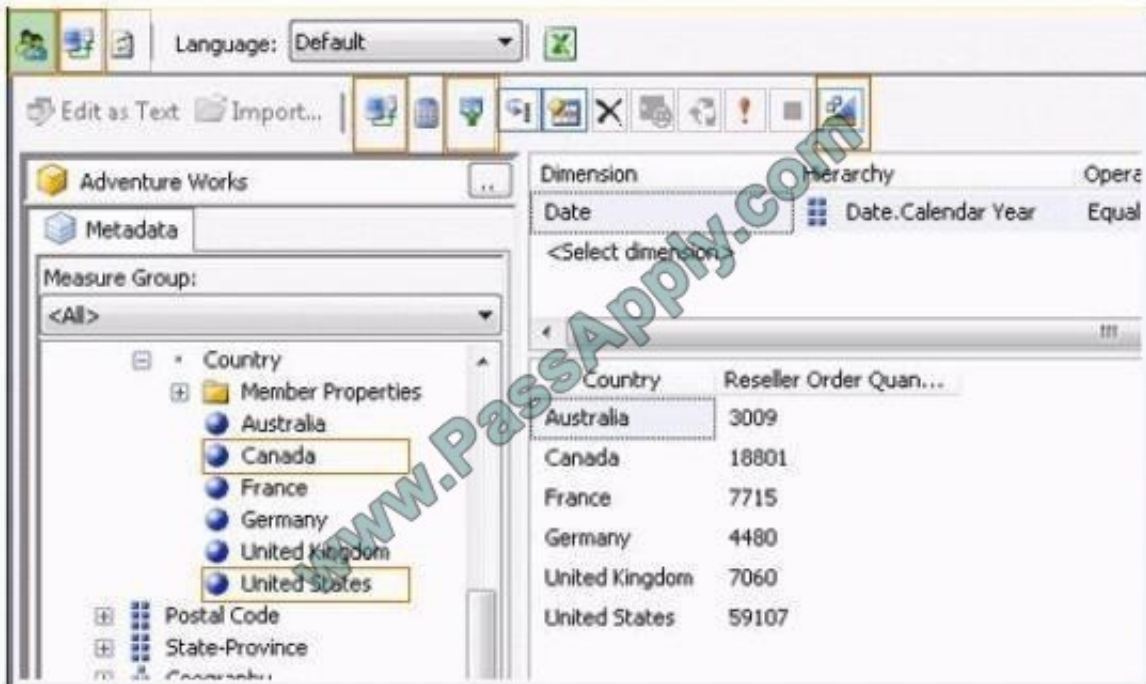 Language: Default
Edit as Text Import...
Adventure Works ..
Metadata
Measure Group:
<All>
Country
Member Properties
Australia
Canada
France
Germany
United Kingdom
United States
Postal Code
State-Province
Geography
Dimension Hierarchy Opera
Date Date.Calendar Year Equal
<Select dimension>
Country Reseller Order Quan...
Australia 3009
Canada 18801
France 7715
Germany 4480
United Kingdom 7060
United States 59107
www.PassApply.com